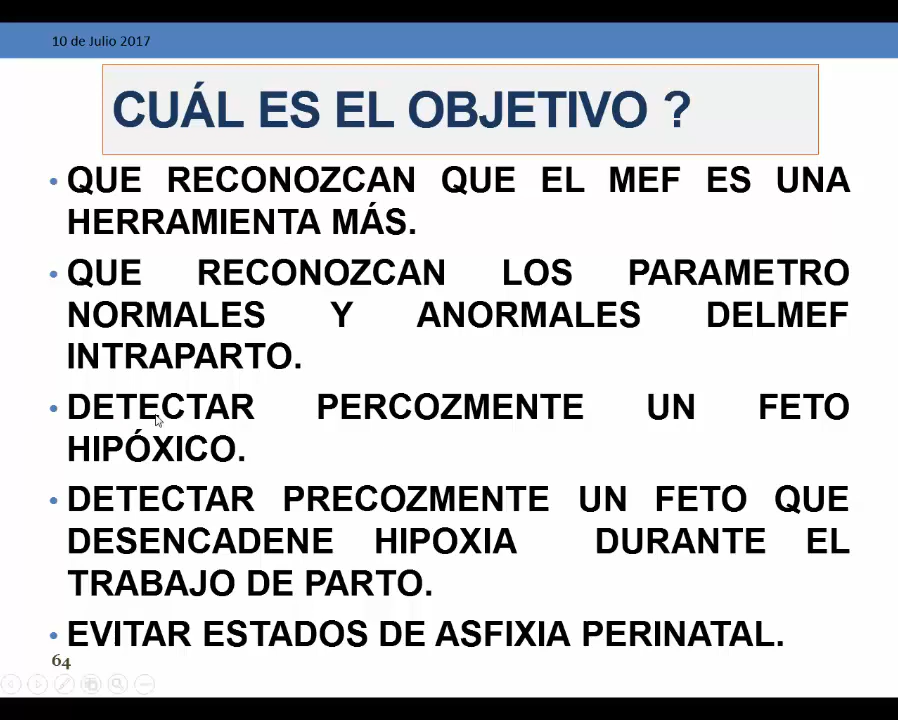 10 de Julio 2017
CUÁL ES EL OBJETIVO ?
• QUE RECONOZCAN QUE EL MEF ES UNA
HERRAMIENTA MÁS.
• QUE RECONOZCAN LOS PARAMETRO
NORMALES Y ANORMALES DELMEF
INTRAPARTO.
• DETECTAR PERCOZMENTE UN FETO
HIPÓXICO.
• DETECTAR PRECOZMENTE UN FETO QUE
DESENCADENE HIPOXIA DURANTE EL
TRABAJO DE PARTO.
• EVITAR ESTADOS DE ASFIXIA PERINATAL.
64